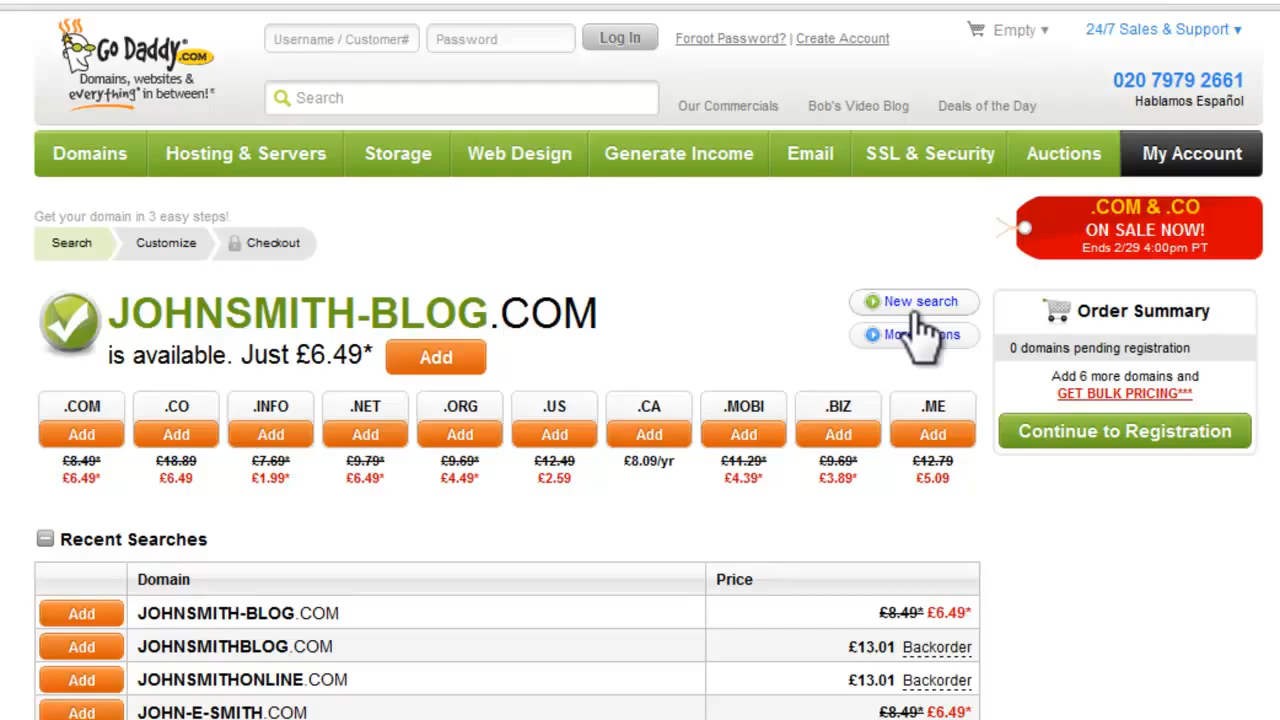 Go Daddy .COM
Domains, websites &
everything* in between!*
Username / Customer#
Password
Log In
Forgot Password? | Create Account
Empty
24/7 Sales & Support
Search
020 7979 2661
Hablamos Español
Our Commercials
Bob's Video Blog
Deals of the Day
Domains
Hosting & Servers
Storage
Web Design
Generate Income
Email
SSL & Security
Auctions
My Account
Get your domain in 3 easy steps!
Search
Customize
Checkout
.COM & .CO
ON SALE NOW!
Ends 2/29 4:00pm PT
JOHNSMITH-BLOG.COM
is available. Just £6.49*
Add
New search
Order Summary
0 domains pending registration
Add 6 more domains and
GET BULK PRICING***
Continue to Registration
.COM .CO .INFO .NET .ORG .US .CA .MOBI .BIZ .ME
Add Add Add Add Add Add Add Add Add Add
£8.49* £18.89 £7.69* £9.79* £9.69* £12.49 £8.09/yr £11.29* £9.69* £12.79
£6.49* £6.49 £1.99* £6.49* £4.49* £2.59 £4.39* £3.89* £5.09
Recent Searches
Domain Price
Add JOHNSMITH-BLOG.COM £8.49* £6.49*
Add JOHNSMITHBLOG.COM £13.01 Backorder
Add JOHNSMITHONLINE.COM £13.01 Backorder
Add JOHN-E-SMITH.COM £8.49* £6.49*